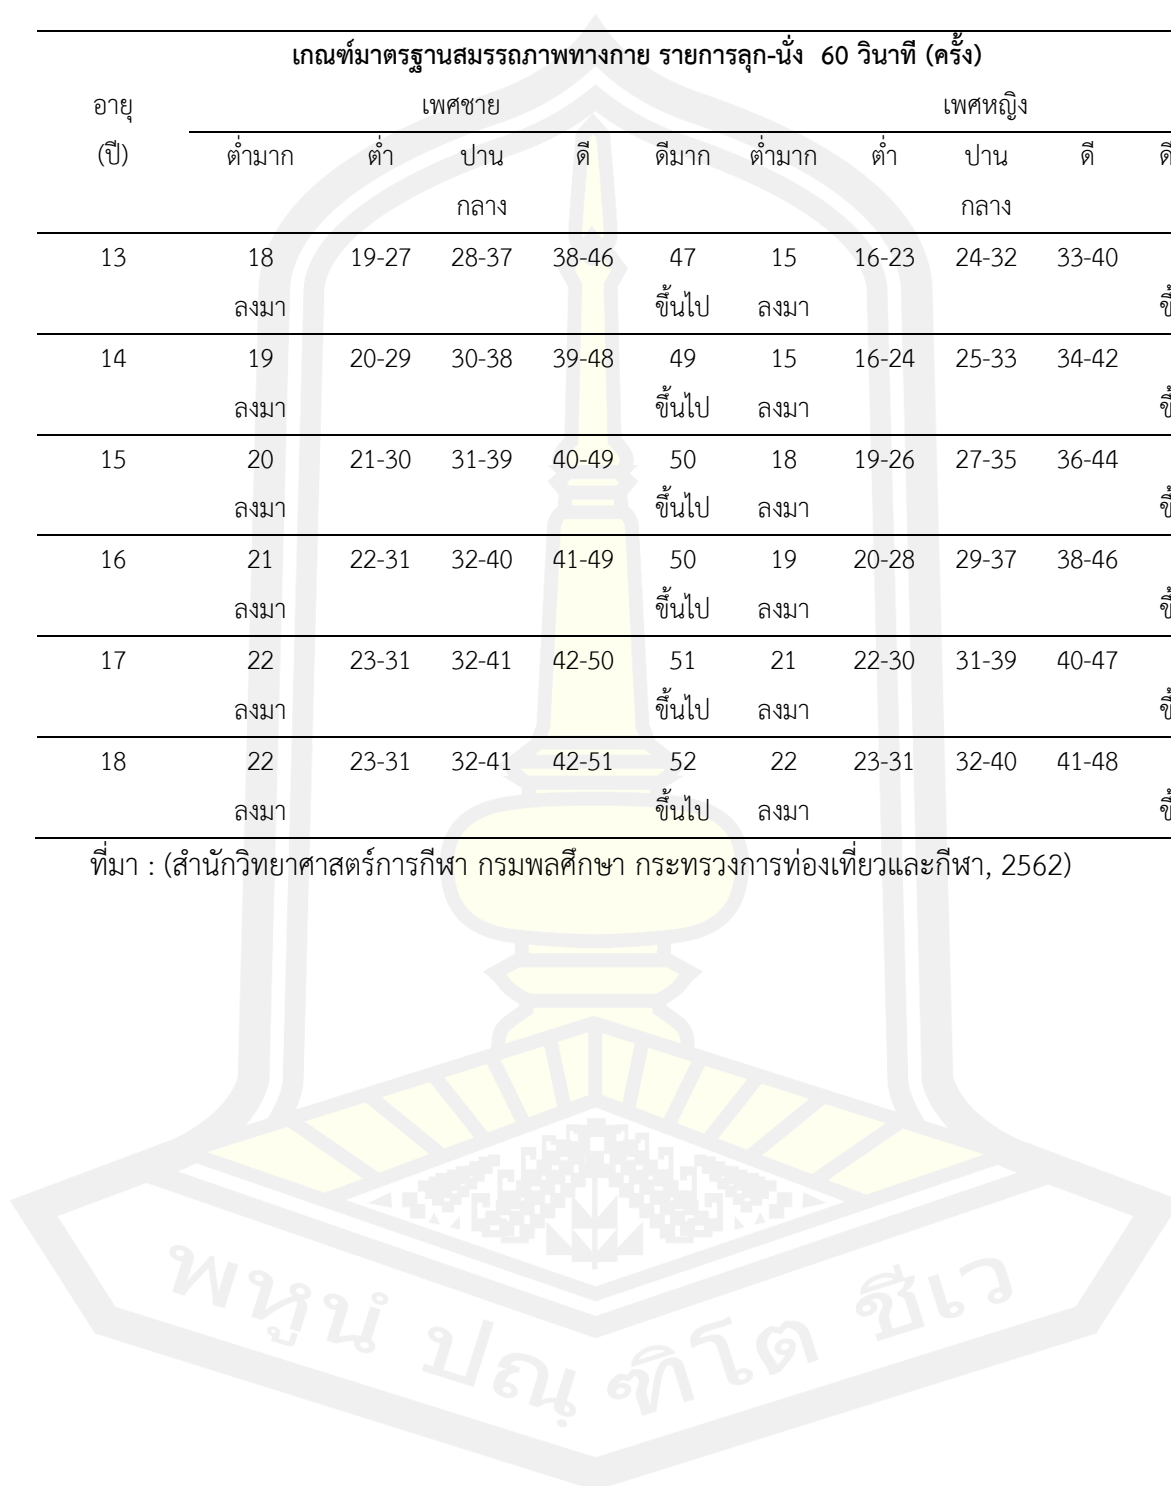 เกณฑ์มาตรฐานสมรรถภาพทางกาย รายการลุก-นั่ง 60 วินาที (ครั้ง)
อายุ เพศชาย เพศหญิง
(ปี) ต่ำมาก ต่ำ ปาน ดี ดีมาก ต่ำมาก ต่ำ ปาน ดี
กลาง กลาง
13 18 19-27 28-37 38-46 47 15 16-23 24-32 33-40
ลงมา ขึ้นไป ลงมา
14 19 20-29 30-38 39-48 49 15 16-24 25-33 34-42
ลงมา ขึ้นไป ลงมา
15 20 21-30 31-39 40-49 50 18 19-26 27-35 36-44
ลงมา ขึ้นไป ลงมา
16 21 22-31 32-40 41-49 50 19 20-28 29-37 38-46
ลงมา ขึ้นไป ลงมา
17 22 23-31 32-41 42-50 51 21 22-30 31-39 40-47
ลงมา ขึ้นไป ลงมา
18 22 23-31 32-41 42-51 52 22 23-31 32-40 41-48
ลงมา ขึ้นไป ลงมา
ที่มา : (สำนักวิทยาศาสตร์การกีฬา กรมพลศึกษา กระทรวงการท่องเที่ยวและกีฬา, 2562)
พหูนํ ปณฺฑิโต ชีเว